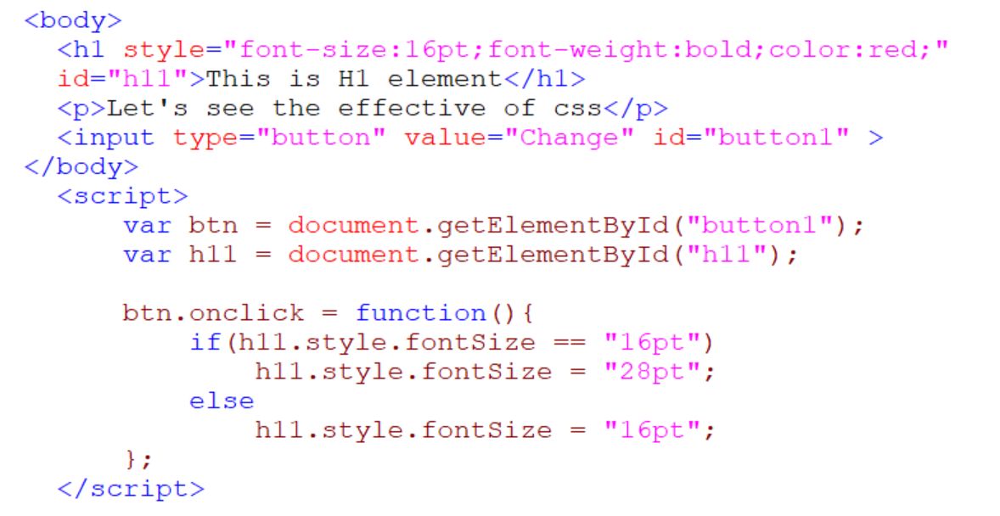 <body>
<h1 style="font-size:16pt;font-weight:bold;color:red;"
id="h11">This is H1 element</h1>
<p>Let's see the effective of css</p>
<input type="button" value="Change" id="button1" >
</body>
<script>
var btn = document.getElementById("button1");
var h11 = document.getElementById("h11");
btn.onclick = function(){
if(h11.style.fontSize == "16pt")
h11.style.fontSize = "28pt";
else
h11.style.fontSize = "16pt";
};
</script>